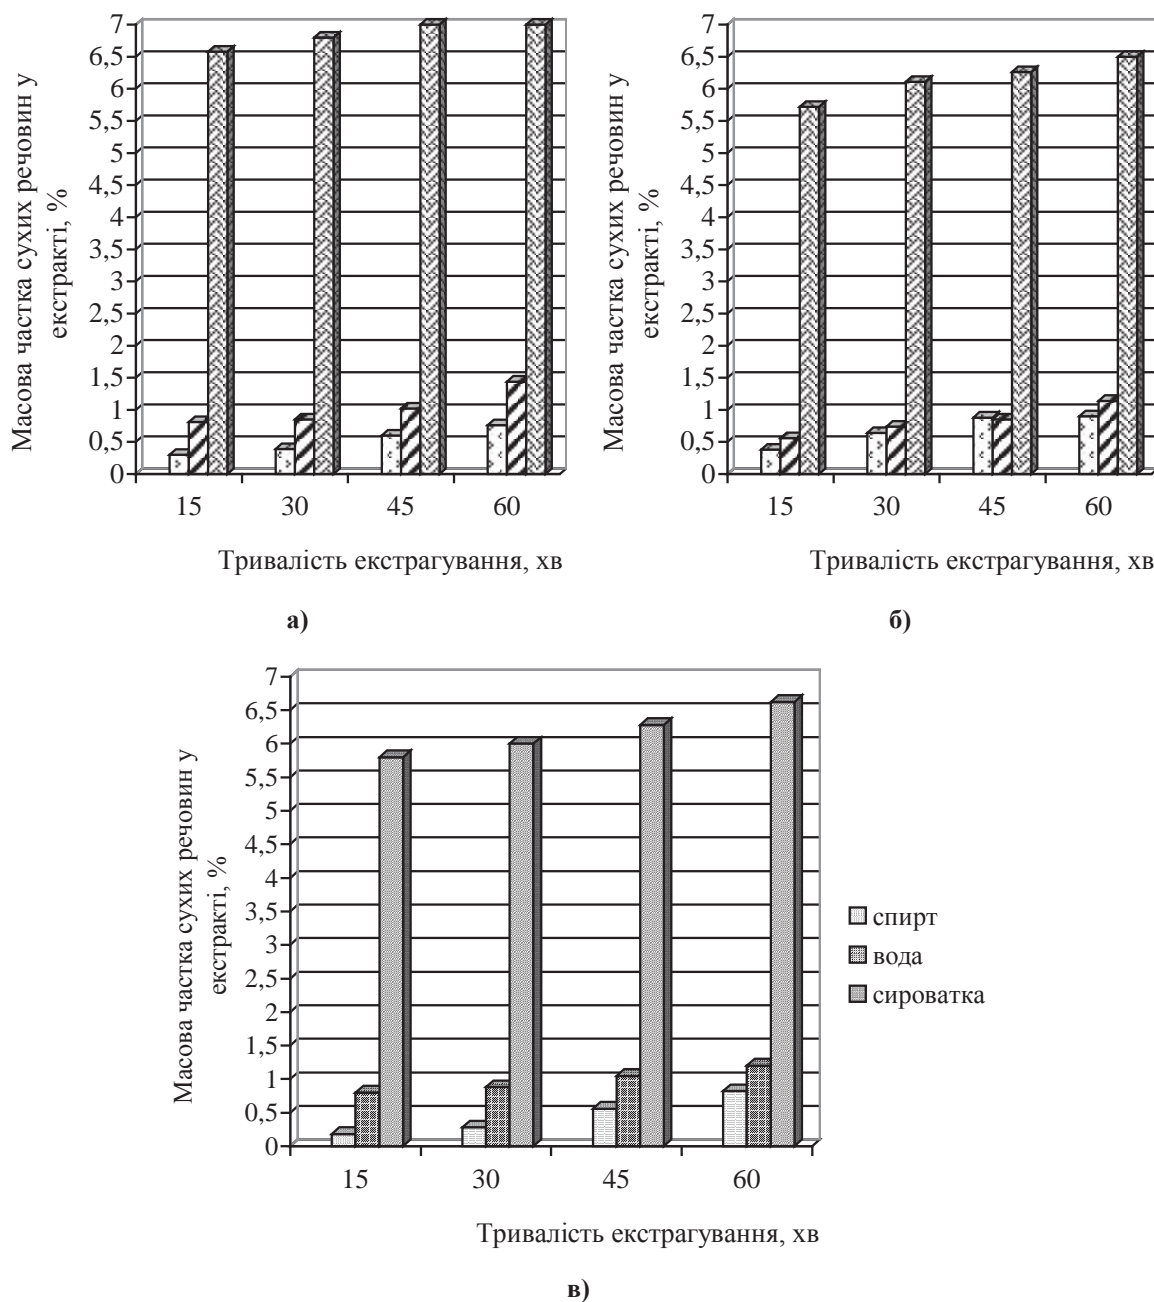 Масова частка сухих речовин у
екстракті, %
7
6,5
6
5,5
5
4,5
4
3,5
3
2,5
2
1,5
1
0,5
0
15 30 45 60
Тривалість екстрагування, хв
а)
Масова частка сухих речовин у
екстракті, %
7
6,5
6
5,5
5
4,5
4
3,5
3
2,5
2
1,5
1
0,5
0
15 30 45 60
Тривалість екстрагування, хв
б)
Масова частка сухих речовин у
екстракті, %
7
6,5
6
5,5
5
4,5
4
3,5
3
2,5
2
1,5
1
0,5
0
15 30 45 60
Тривалість екстрагування, хв
спирт
вода
сироватка
в)